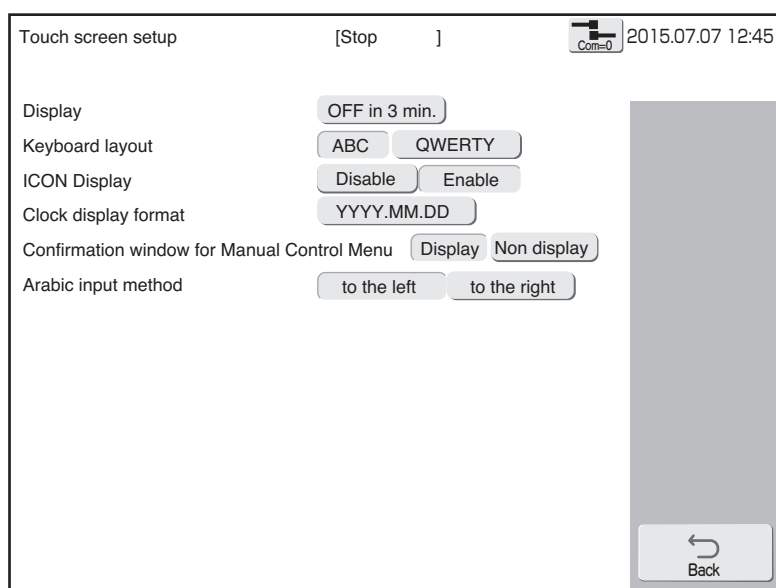 Touch screen setup [Stop ] Com=0 2015.07.07 12:45
Display OFF in 3 min.
Keyboard layout ABC QWERTY
ICON Display Disable Enable
Clock display format YYYY.MM.DD
Confirmation window for Manual Control Menu Display Non display
Arabic input method to the left to the right
Back